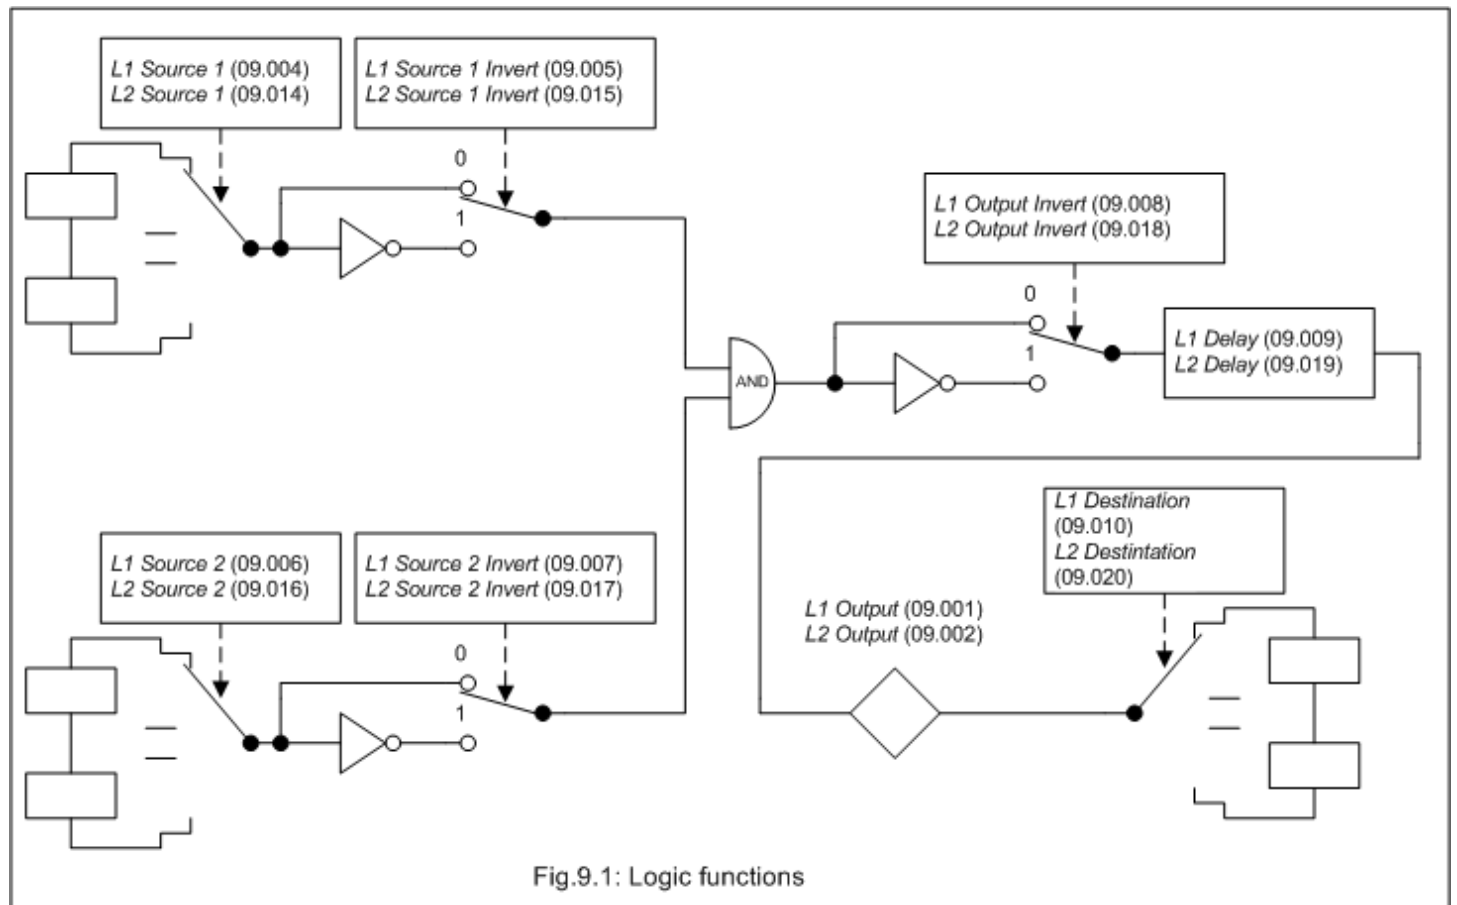 L1 Source 1 (09.004)
L2 Source 1 (09.014)
L1 Source 1 Invert (09.005)
L2 Source 1 Invert (09.015)
0
1
L1 Output Invert (09.008)
L2 Output Invert (09.018)
0
1
L1 Delay (09.009)
L2 Delay (09.019)
AND
L1 Source 2 (09.006)
L2 Source 2 (09.016)
L1 Source 2 Invert (09.007)
L2 Source 2 Invert (09.017)
0
1
L1 Output (09.001)
L2 Output (09.002)
L1 Destination
(09.010)
L2 Destintation
(09.020)
Fig.9.1: Logic functions